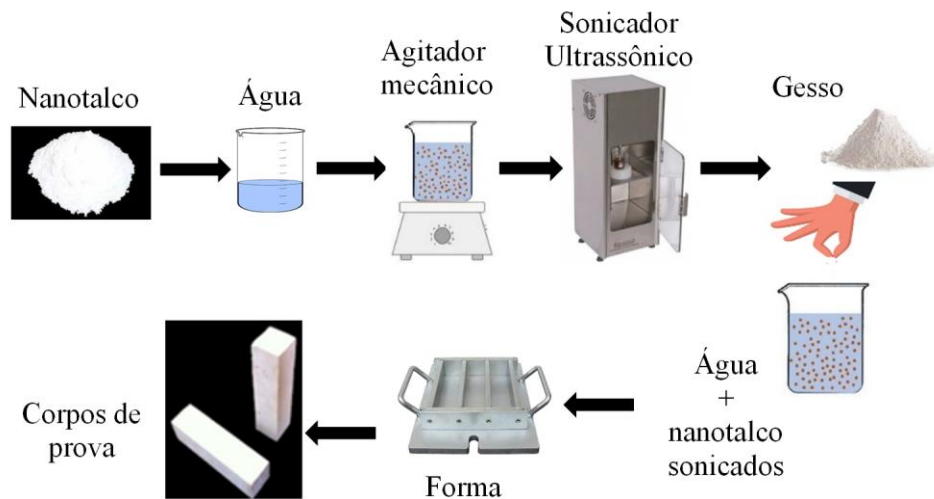 Nanotalco
Água
Agitador
mecânico
Sonicador
Ultrassônico
Gesso
Água
+
nanotalco
sonicados
Forma
Corpos de
prova